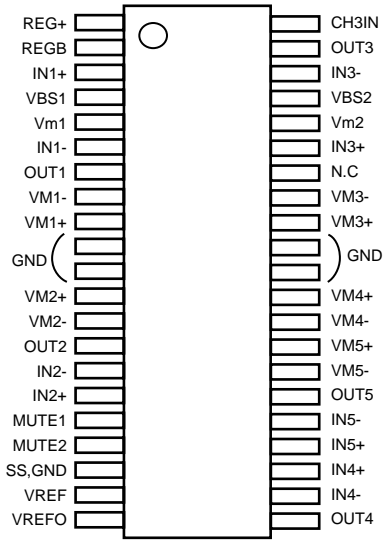 REG+ CH3IN
REGB OUT3
IN1+ IN3-
VBS1 VBS2
Vm1 Vm2
IN1- IN3+
OUT1 N.C
VM1- VM3-
VM1+ VM3+
GND GND
VM2+ VM4+
VM2- VM4-
OUT2 VM5+
IN2- VM5-
IN2+ OUT5
MUTE1 IN5-
MUTE2 IN5+
SS,GND IN4+
VREF IN4-
VREFO OUT4